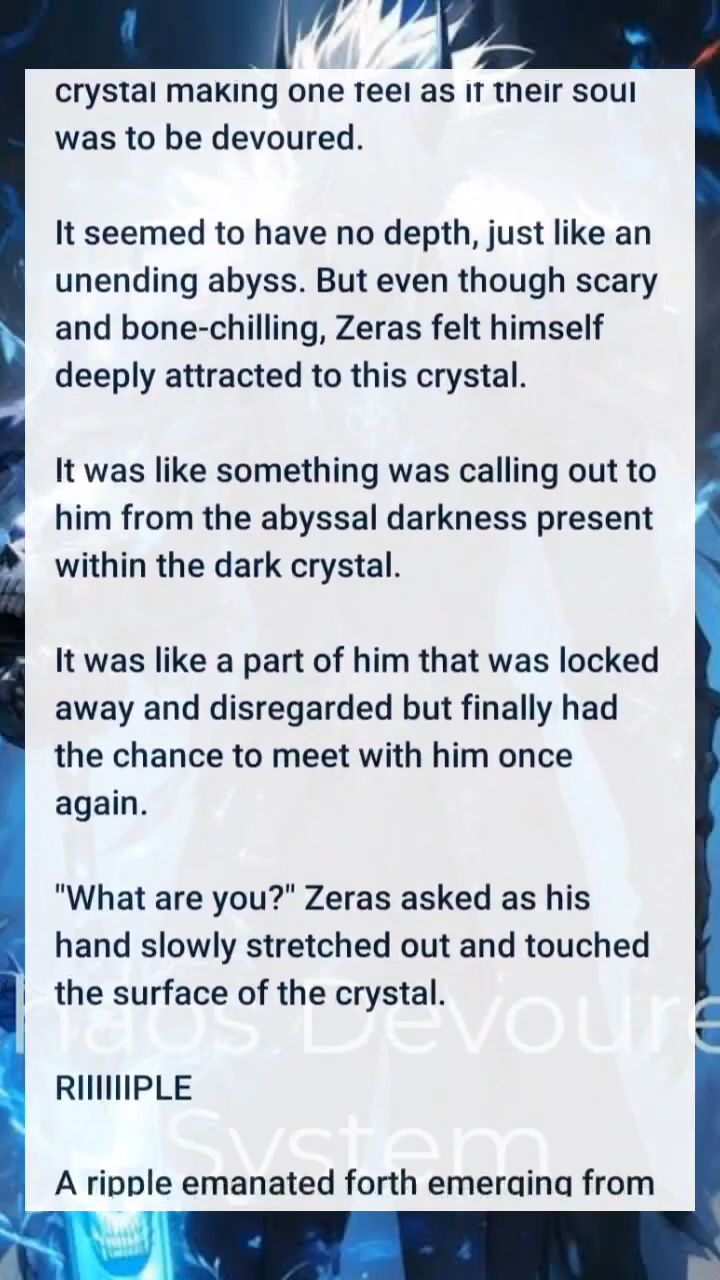 crystal making one feel as if their soul
was to be devoured.
It seemed to have no depth, just like an
unending abyss. But even though scary
and bone-chilling, Zeras felt himself
deeply attracted to this crystal.
It was like something was calling out to
him from the abyssal darkness present
within the dark crystal.
It was like a part of him that was locked
away and disregarded but finally had
the chance to meet with him once
again.
"What are you?" Zeras asked as his
hand slowly stretched out and touched
the surface of the crystal.
haos Devoure
RIIIIIIPLE
System
A ripple emanated forth emerging from